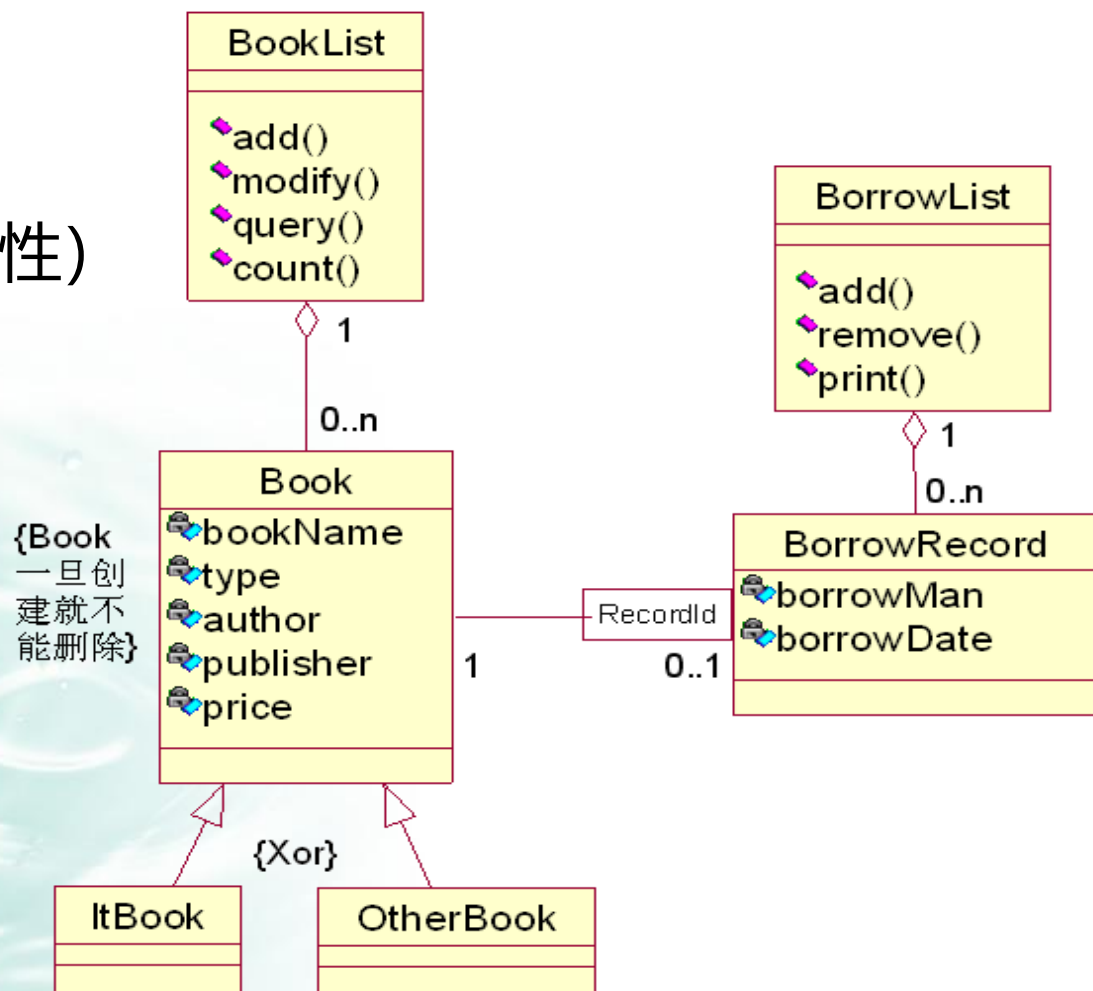 性)
BookList
add()
modify()
query()
count()
1
0..n
BorrowList
add()
remove()
print()
1
0..n
{Book
一旦创
建就不
能删除}
Book
bookName
type
author
publisher
price
1
RecordId
0..1
BorrowRecord
borrowMan
borrowDate
{Xor}
ItBook
OtherBook